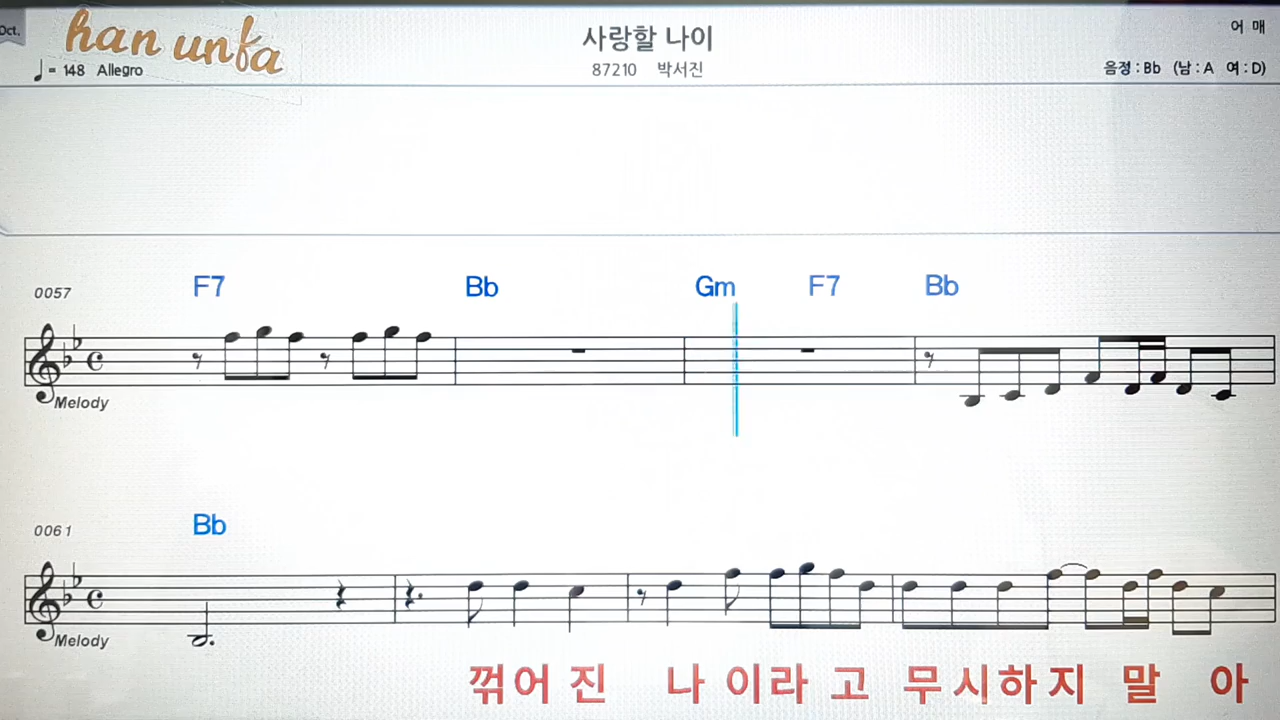 Oct.
han unfa
사랑할 나이
어 매
♩= 148 Allegro
87210 박서진
음정 : Bb (남 : A 여 : D)
0057
F7 Bb Gm F7 Bb
Melody
0061
Bb
Melody
꺾어 진 나 이라 고 무시하지 말 아